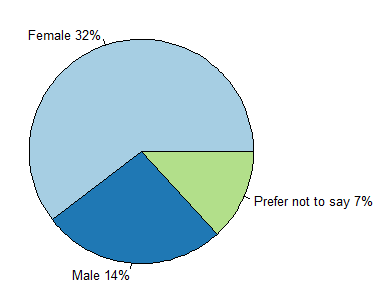 Female 32%
Prefer not to say 7%
Male 14%